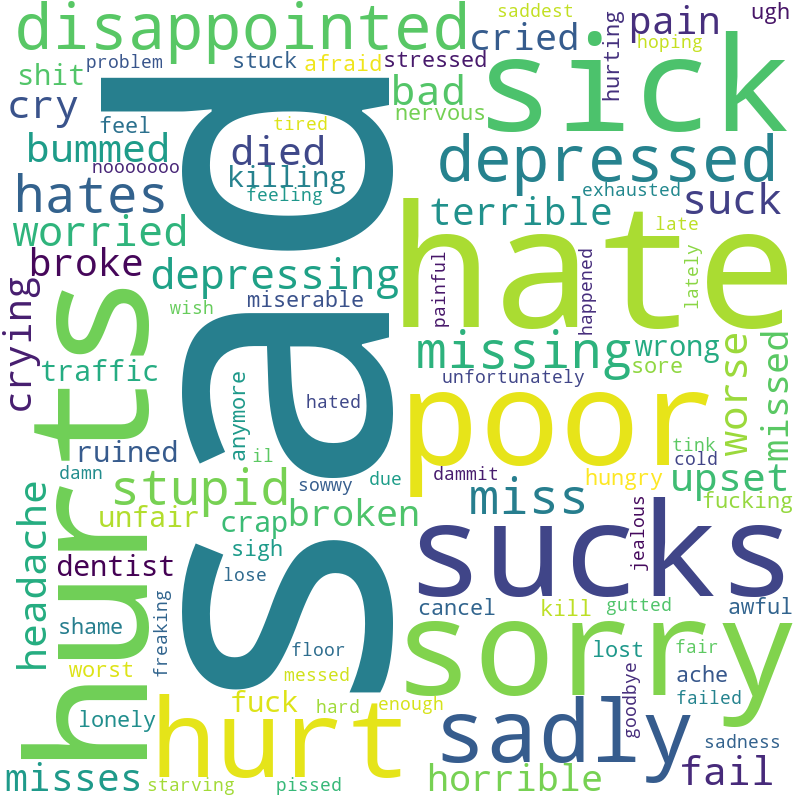 saddest
ugh
disappointed
cried
pain
hoping
hurting
problem
stuck
afraid
stressed
sick
shit
bad
cry
feel
nervous
tired
sad
bummed
died
depressed
nooooooo
killing
exhausted
hates
feeling
suck
terrible
late
worried
hate
broke
depressing
painful
happened
lately
crying
miserable
wish
hurts
missing
wrong
worse
missed
traffic
sore
unfortunately
anymore
hated
poor
ruined
tink
il
cold
damn
dammit
hungry
upset
due
stupid
sowwy
miss
fucking
headache
unfair
crap
broken
jealous
sigh
sucks
dentist
lose
cancel
kill
gutted
awful
shame
freaking
sorry
floor
lost
fair
worst
messed
ache
goodbye
failed
fuck
hard
enough
lonely
hurt
sadly
sadness
misses
starving
pissed
horrible
fail